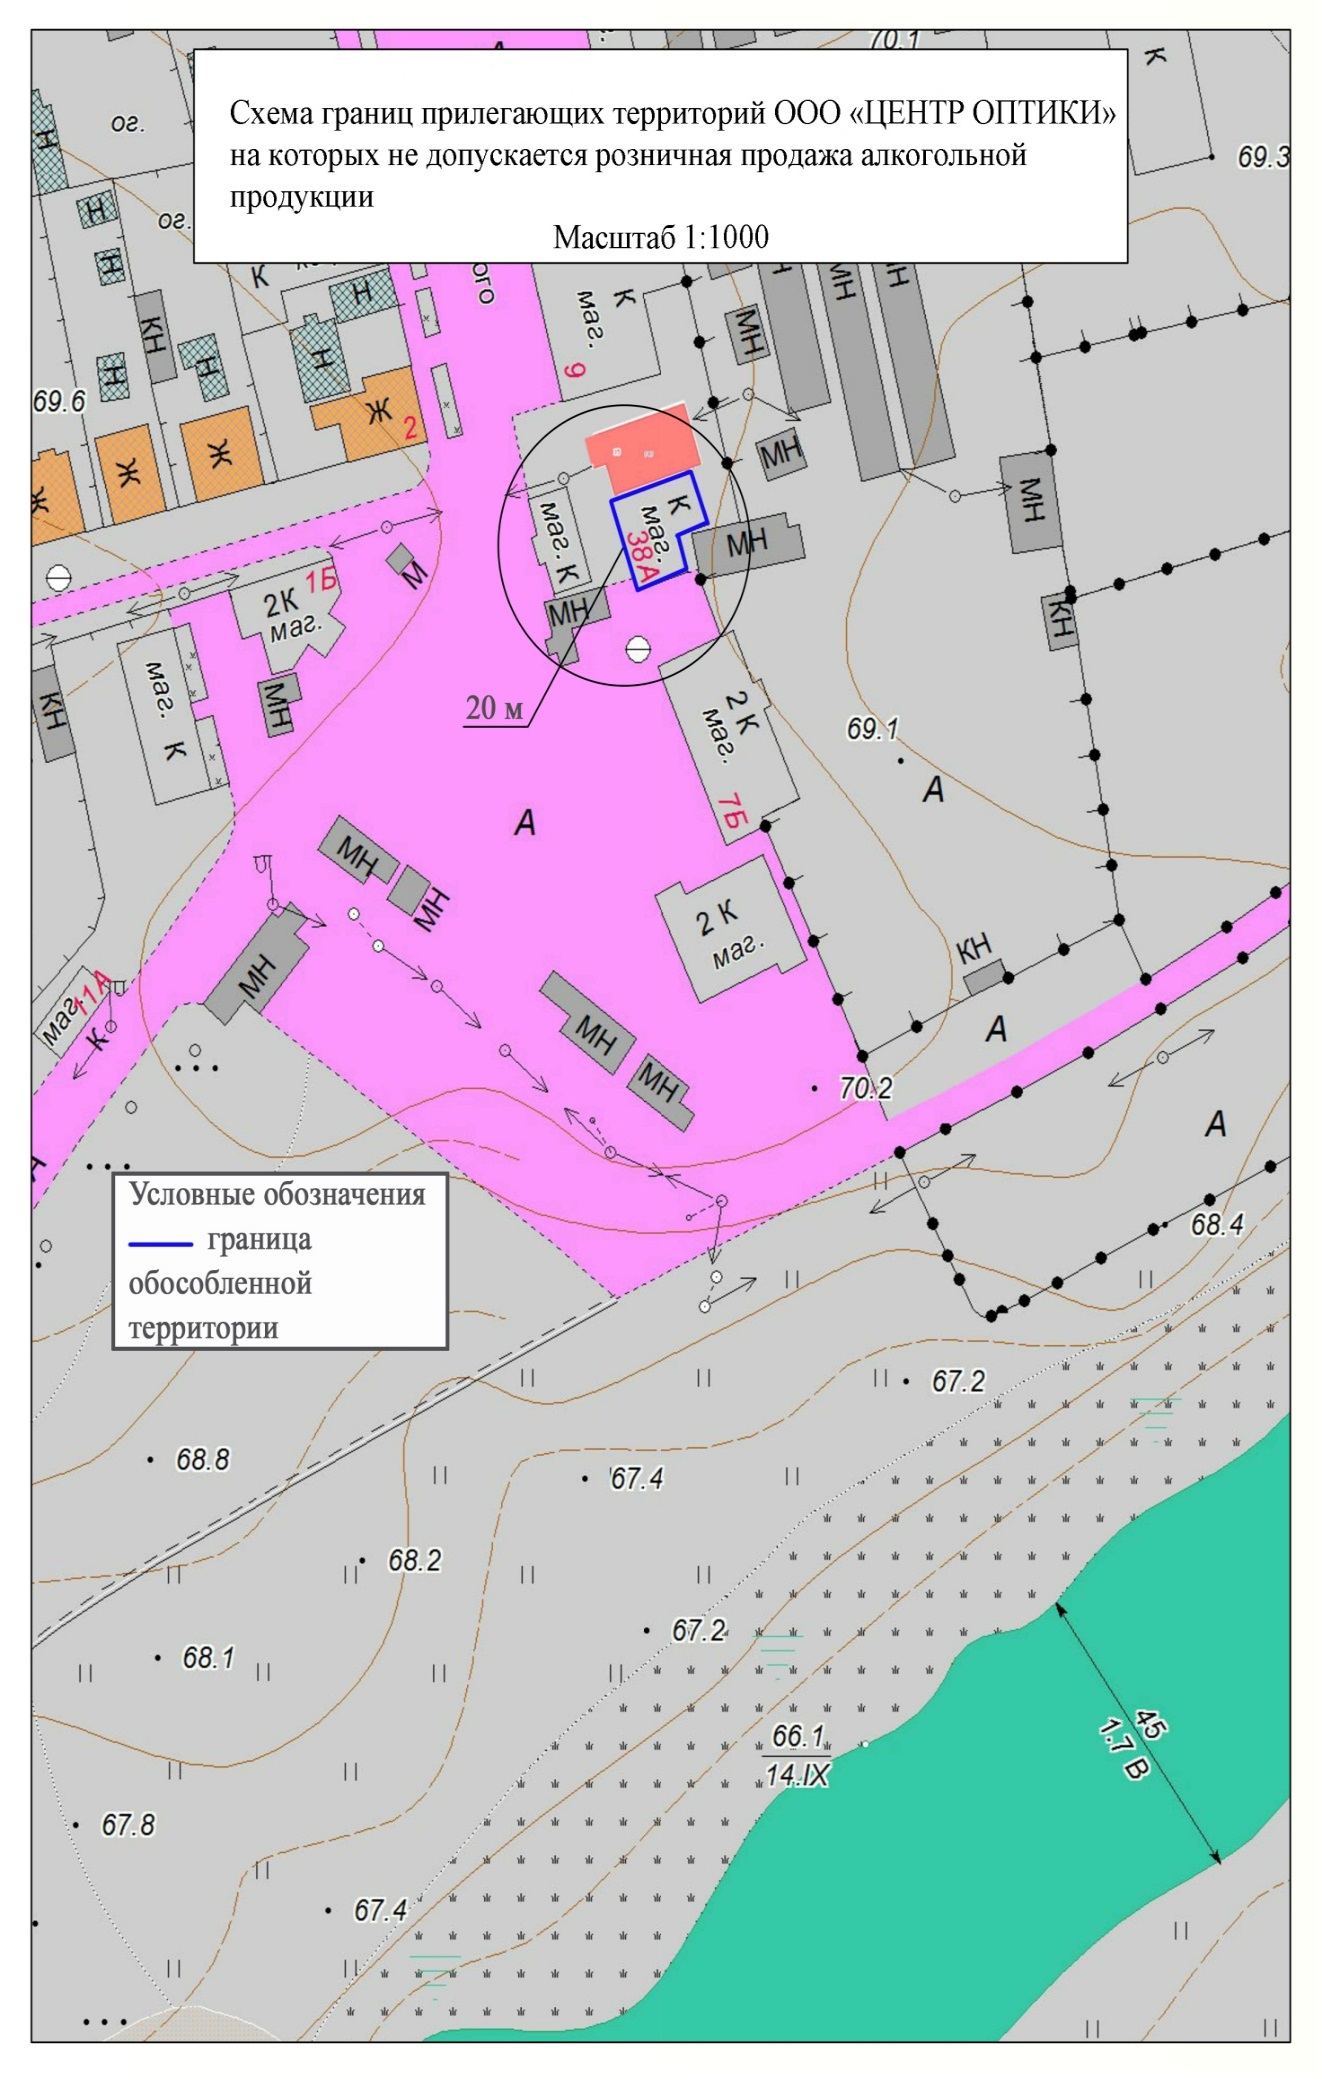 70.1
К
ог.
Схема границ прилегающих территорий ООО «ЦЕНТР ОПТИКИ»
на которых не допускается розничная продажа алкогольной
продукции
Масштаб 1:1000
69.3
Н
Н
ог.
Н
К
Н
ого
К
маг.
9
МН
МН
КН
Н
Н
Н
МН
69.6
Ж
2
Ж
Ж
Ж
МН
МН
К
маг.
38А
маг. К
МН
МН
М
1Б
2К
маг.
КН
20 м
маг.
К
КН
МН
2 К
маг.
7Б
69.1
А
А
МН
МН
2 К
маг.
КН
МН
маг.
11А
К
МН
МН
А
70.2
А
68.4
Условные обозначения
граница
обособленной
территории
67.2
68.8
67.4
68.2
67.2
68.1
66.1
14.IX
45
1.7 В
67.8
67.4